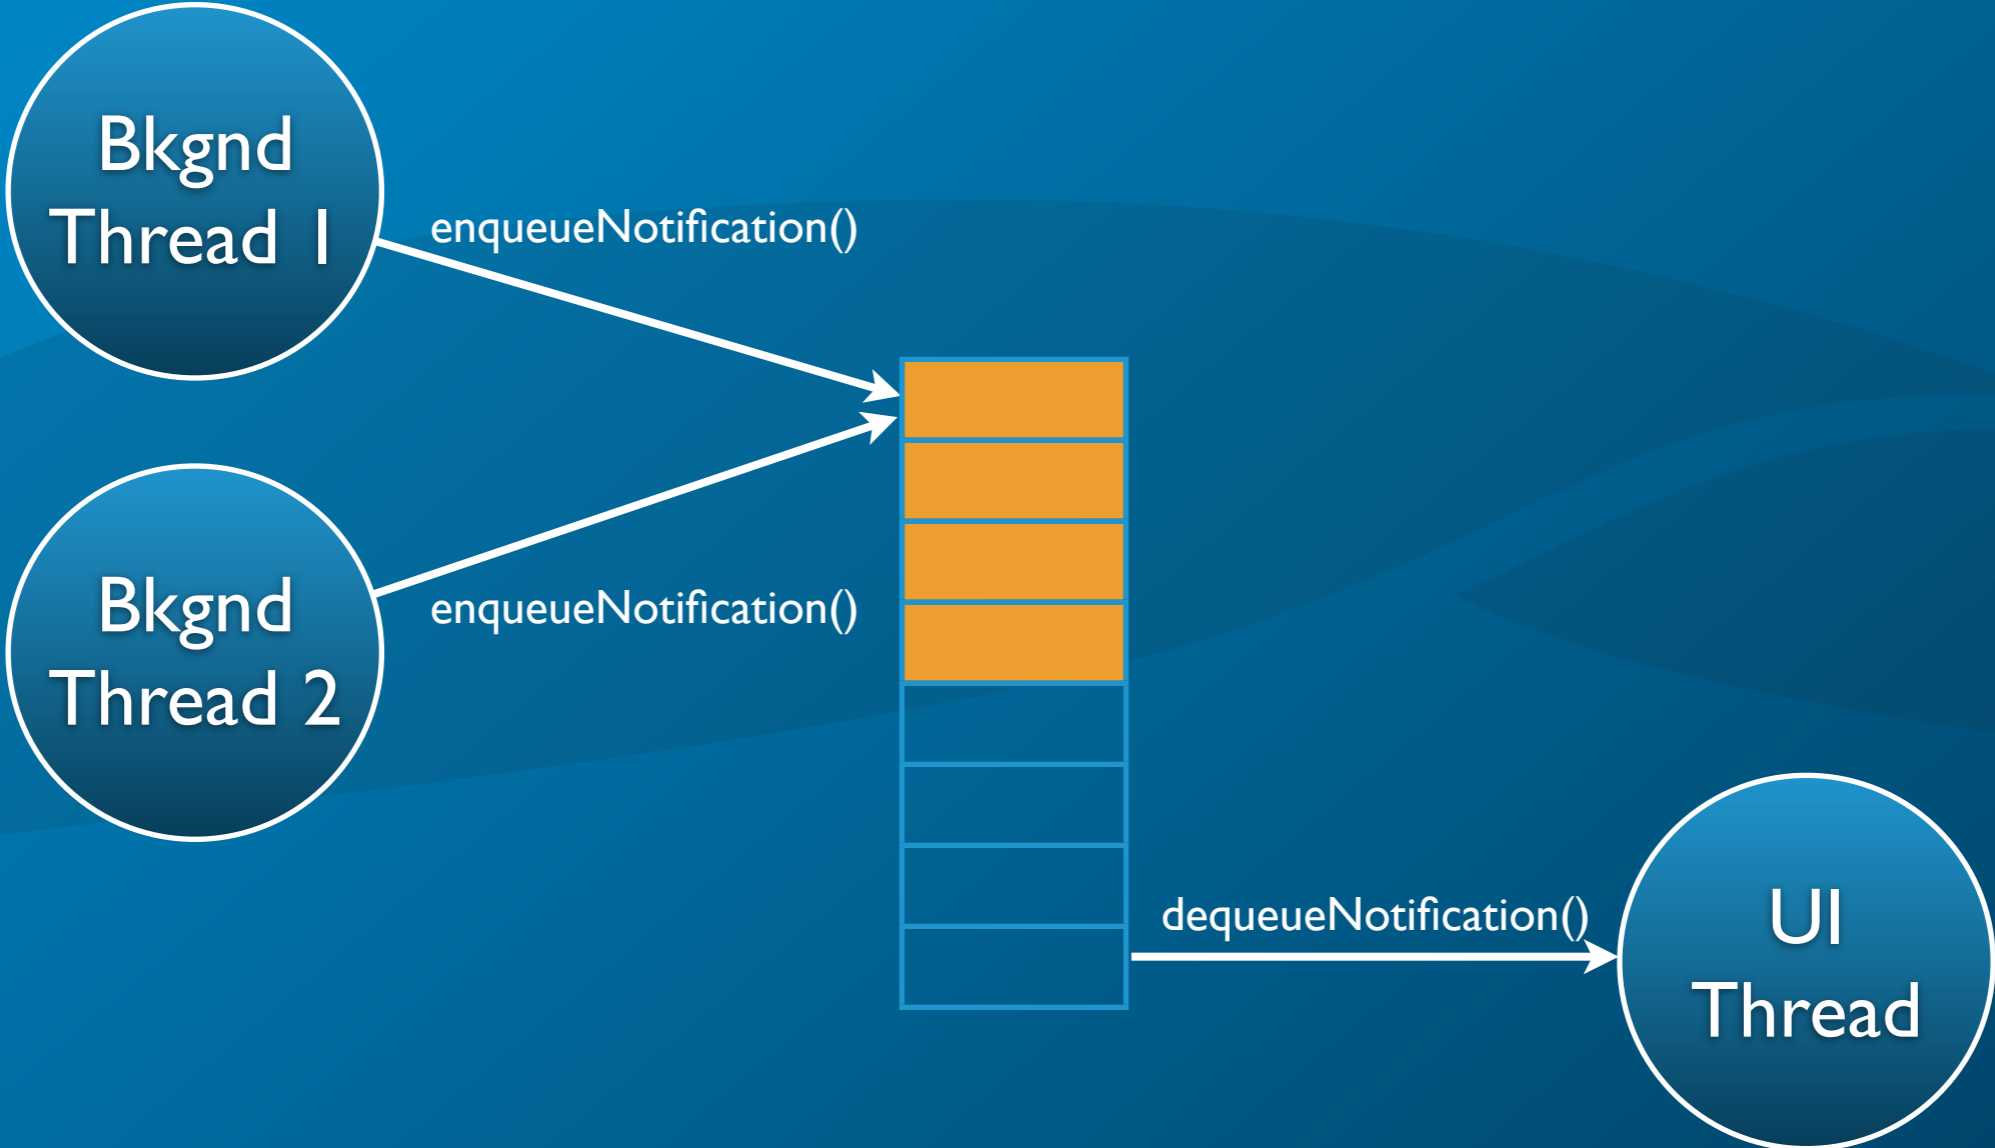 Bkgnd
Thread 1
enqueueNotification()
Bkgnd
Thread 2
enqueueNotification()
dequeueNotification()
UI
Thread